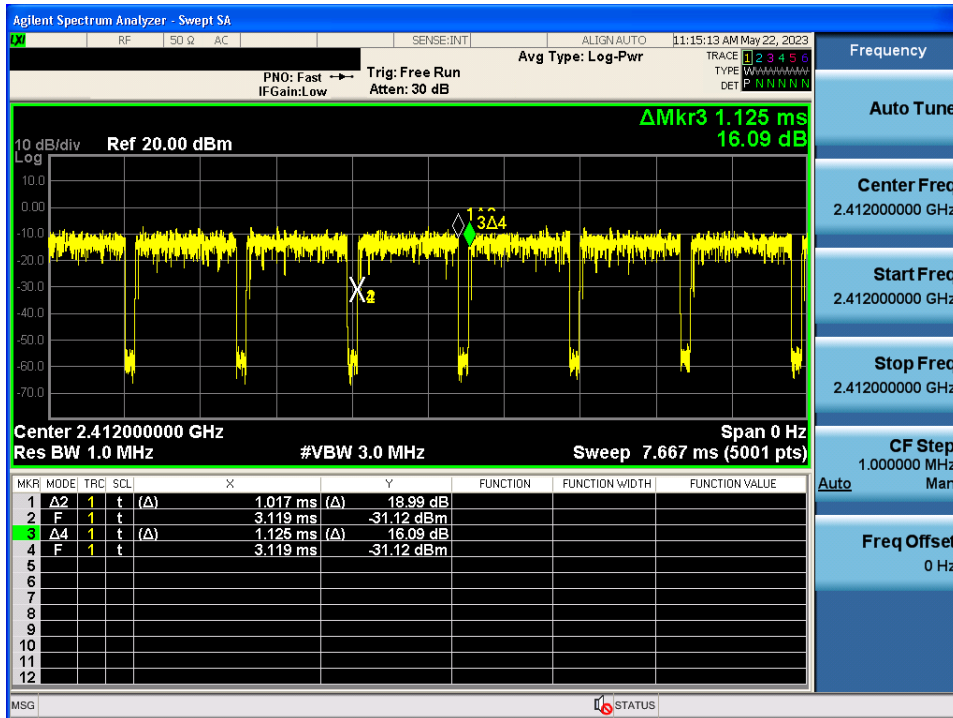 Agilent Spectrum Analyzer - Swept SA
LXI RF 50 Ω AC SENSE:INT ALIGN AUTO 11:15:13 AM May 22, 2023
PNO: Fast Trig: Free Run Avg Type: Log-Pwr TRACE 1 2 3 4 5 6
IFGain:Low Atten: 30 dB TYPE WWWWWW
DET P N N N N N
ΔMkr3 1.125 ms
16.09 dB
10 dB/div Ref 20.00 dBm
Log
10.0
0.00
-10.0
-20.0
-30.0
-40.0
-50.0
-60.0
-70.0
3Δ4
Center 2.412000000 GHz Span 0 Hz
Res BW 1.0 MHz #VBW 3.0 MHz Sweep 7.667 ms (5001 pts)
MKR MODE TRC SCL X Y FUNCTION FUNCTION WIDTH FUNCTION VALUE
1 Δ2 1 t (Δ) 1.017 ms (Δ) 18.99 dB
2 F 1 t 3.119 ms -31.12 dBm
3 Δ4 1 t (Δ) 1.125 ms (Δ) 16.09 dB
4 F 1 t 3.119 ms -31.12 dBm
5
6
7
8
9
10
11
12
MSG STATUS
Frequency
Auto Tune
Center Freq
2.412000000 GHz
Start Freq
2.412000000 GHz
Stop Freq
2.412000000 GHz
CF Step
1.000000 MHz
Auto Man
Freq Offset
0 Hz